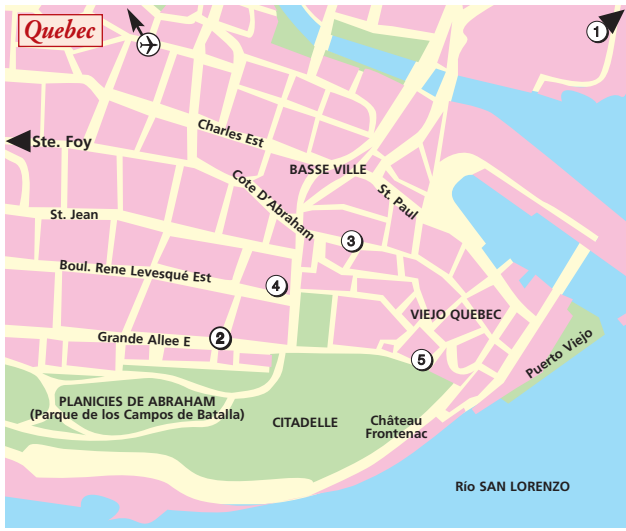 Quebec
1
Ste. Foy
Charles Est
BASSE VILLE
Cote D'Abraham
St. Paul
St. Jean
3
Boul. Rene Levesqué Est
4
VIEJO QUEBEC
Grande Allee E
2
5
Puerto Viejo
PLANICIES DE ABRAHAM
(Parque de los Campos de Batalla)
CITADELLE
Château
Frontenac
Río SAN LORENZO